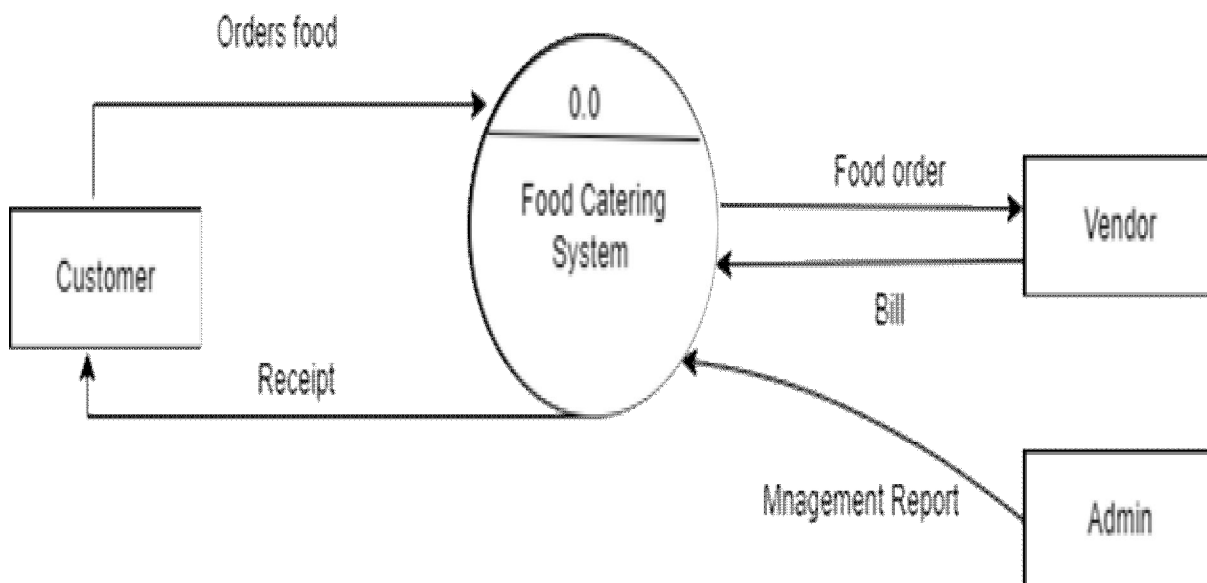 Orders food
0.0
Food Catering
System
Food order
Vendor
Customer
Bill
Receipt
Mnagement Report
Admin